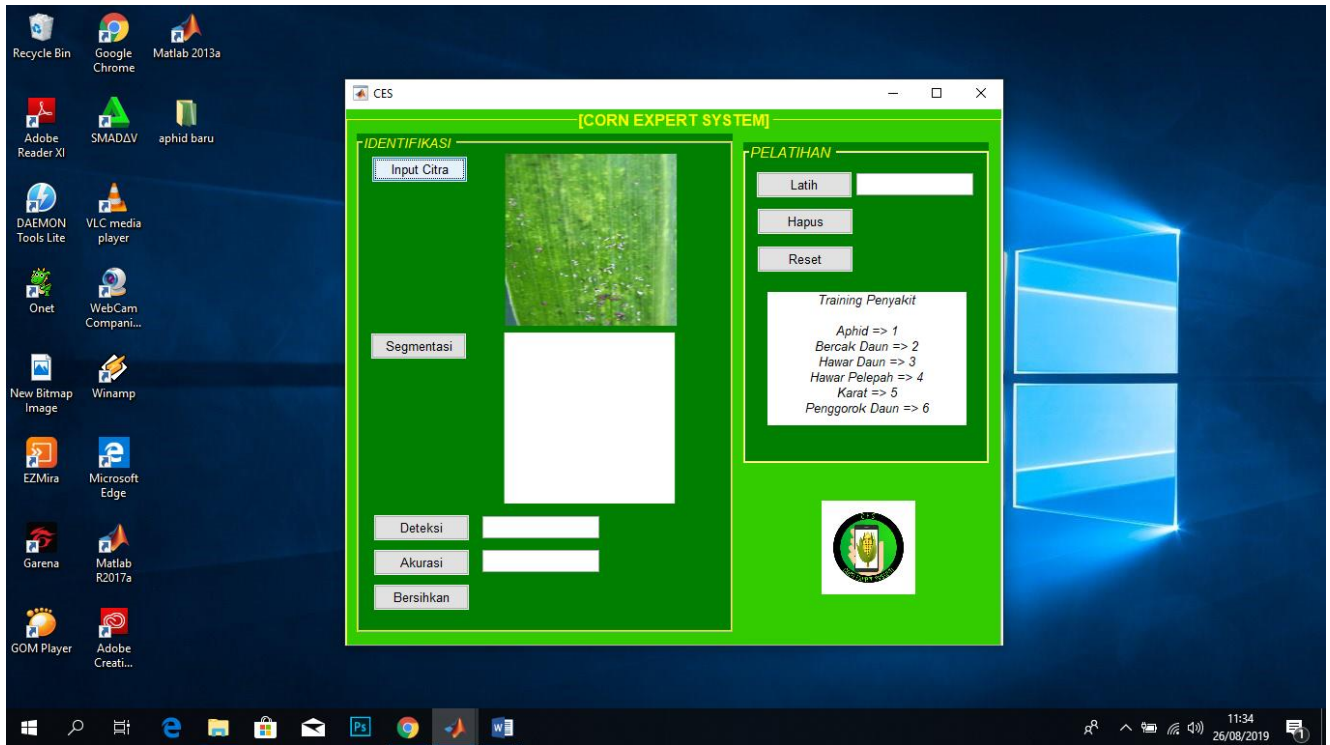 Recycle Bin
Google
Chrome
Matlab 2013a
Adobe
Reader XI
SMADΔV
aphid baru
DAEMON
Tools Lite
VLC media
player
Onet
WebCam
Compani...
New Bitmap
Image
Winamp
EZMira
Microsoft
Edge
Garena
Matlab
R2017a
GOM Player
Adobe
Creati...
CES
[CORN EXPERT SYSTEM]
IDENTIFIKASI
Input Citra
Segmentasi
Deteksi
Akurasi
Bersihkan
PELATIHAN
Latih
Hapus
Reset
Training Penyakit
Aphid => 1
Bercak Daun => 2
Hawar Daun => 3
Hawar Pelepah => 4
Karat => 5
Penggorok Daun => 6
Ps
11:34
26/08/2019
1